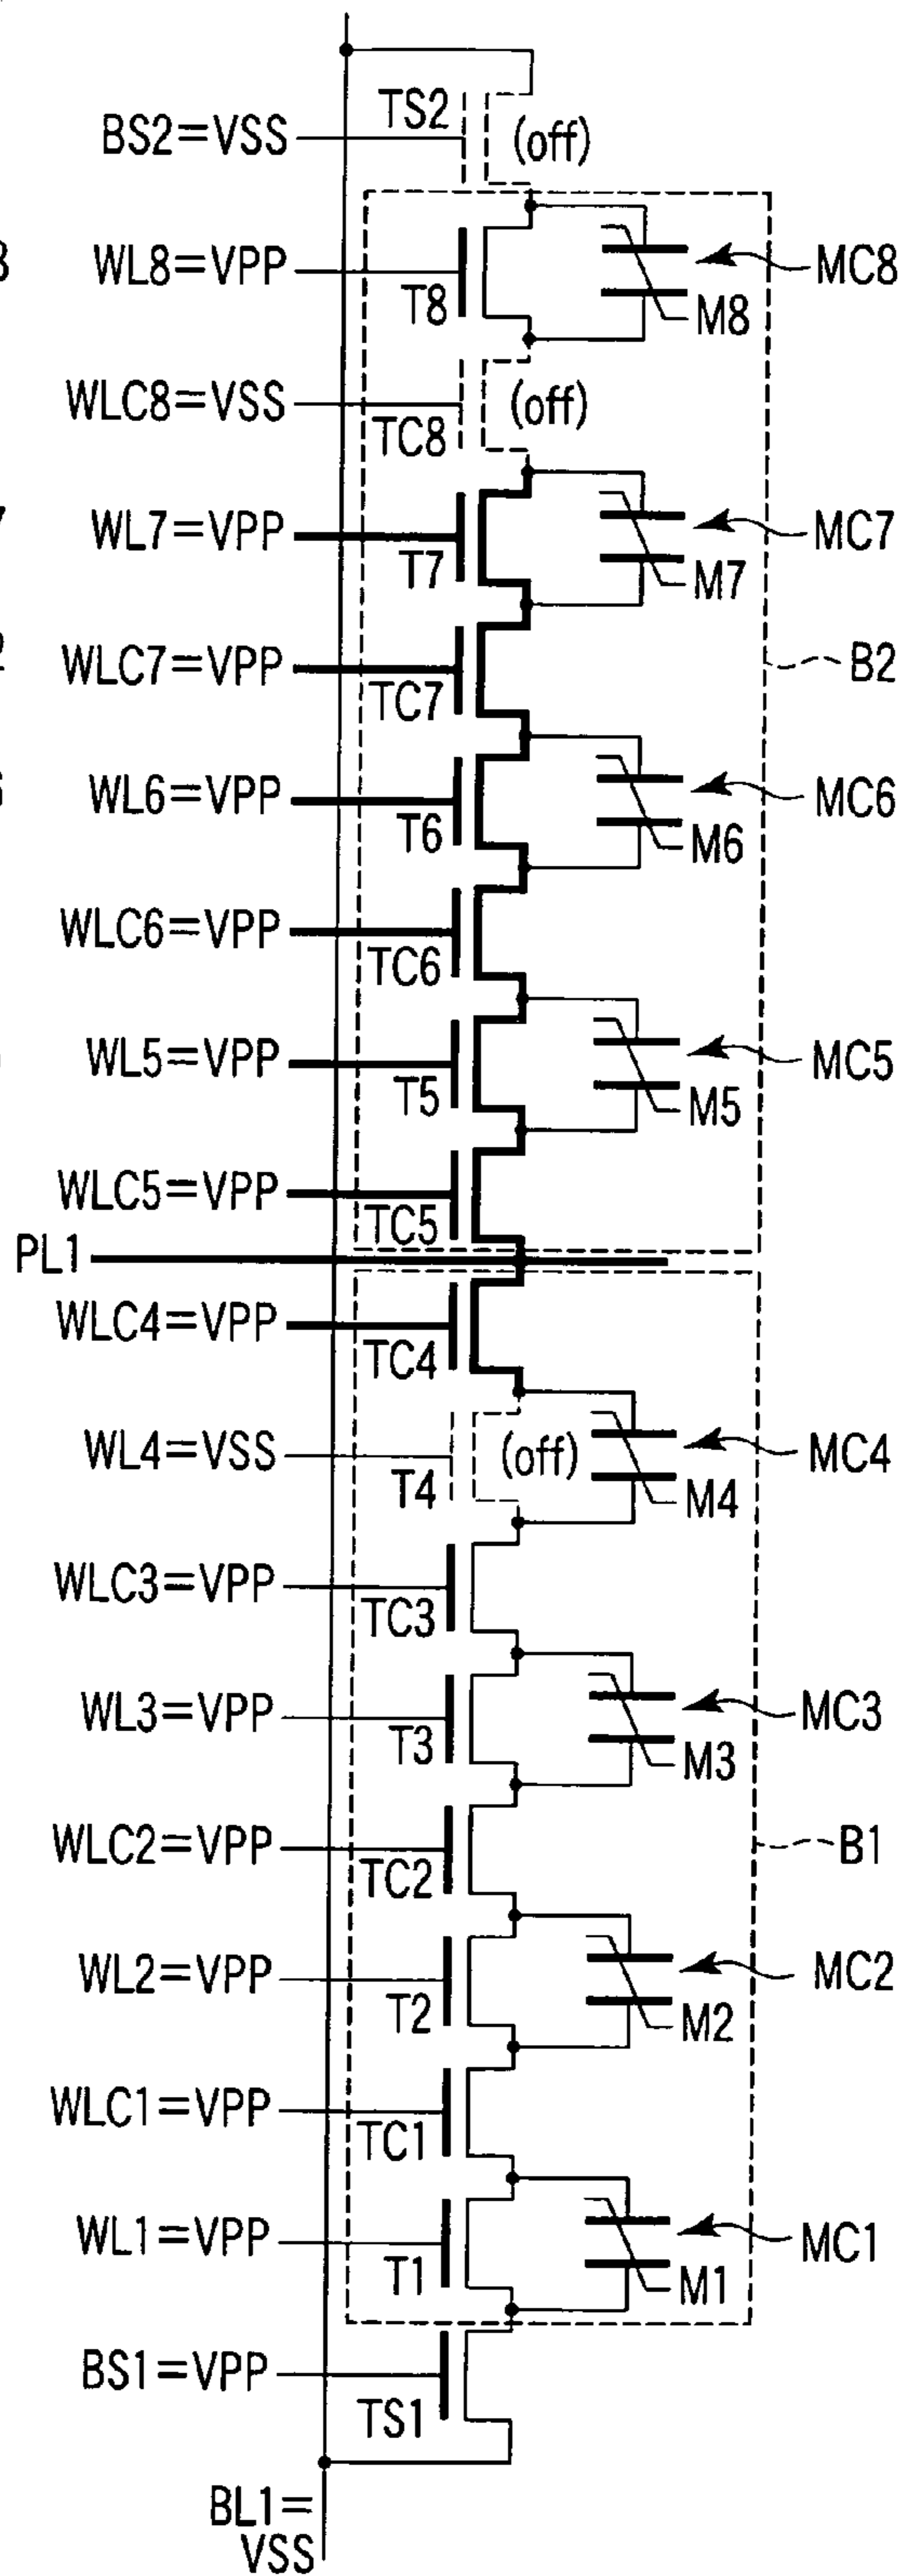 TS2
BS2=VSS
(off)
8
WL8=VPP
T8
M8
MC8
WLC8=VSS
TC8
(off)
7
WL7=VPP
T7
M7
MC7
2
WLC7=VPP
TC7
B2
6
WL6=VPP
T6
M6
MC6
WLC6=VPP
TC6
WL5=VPP
T5
M5
MC5
WLC5=VPP
TC5
PL1
WLC4=VPP
TC4
WL4=VSS
T4
(off)
M4
MC4
WLC3=VPP
TC3
WL3=VPP
T3
M3
MC3
WLC2=VPP
TC2
B1
WL2=VPP
T2
M2
MC2
WLC1=VPP
TC1
WL1=VPP
T1
M1
MC1
BS1=VPP
TS1
BL1=
VSS